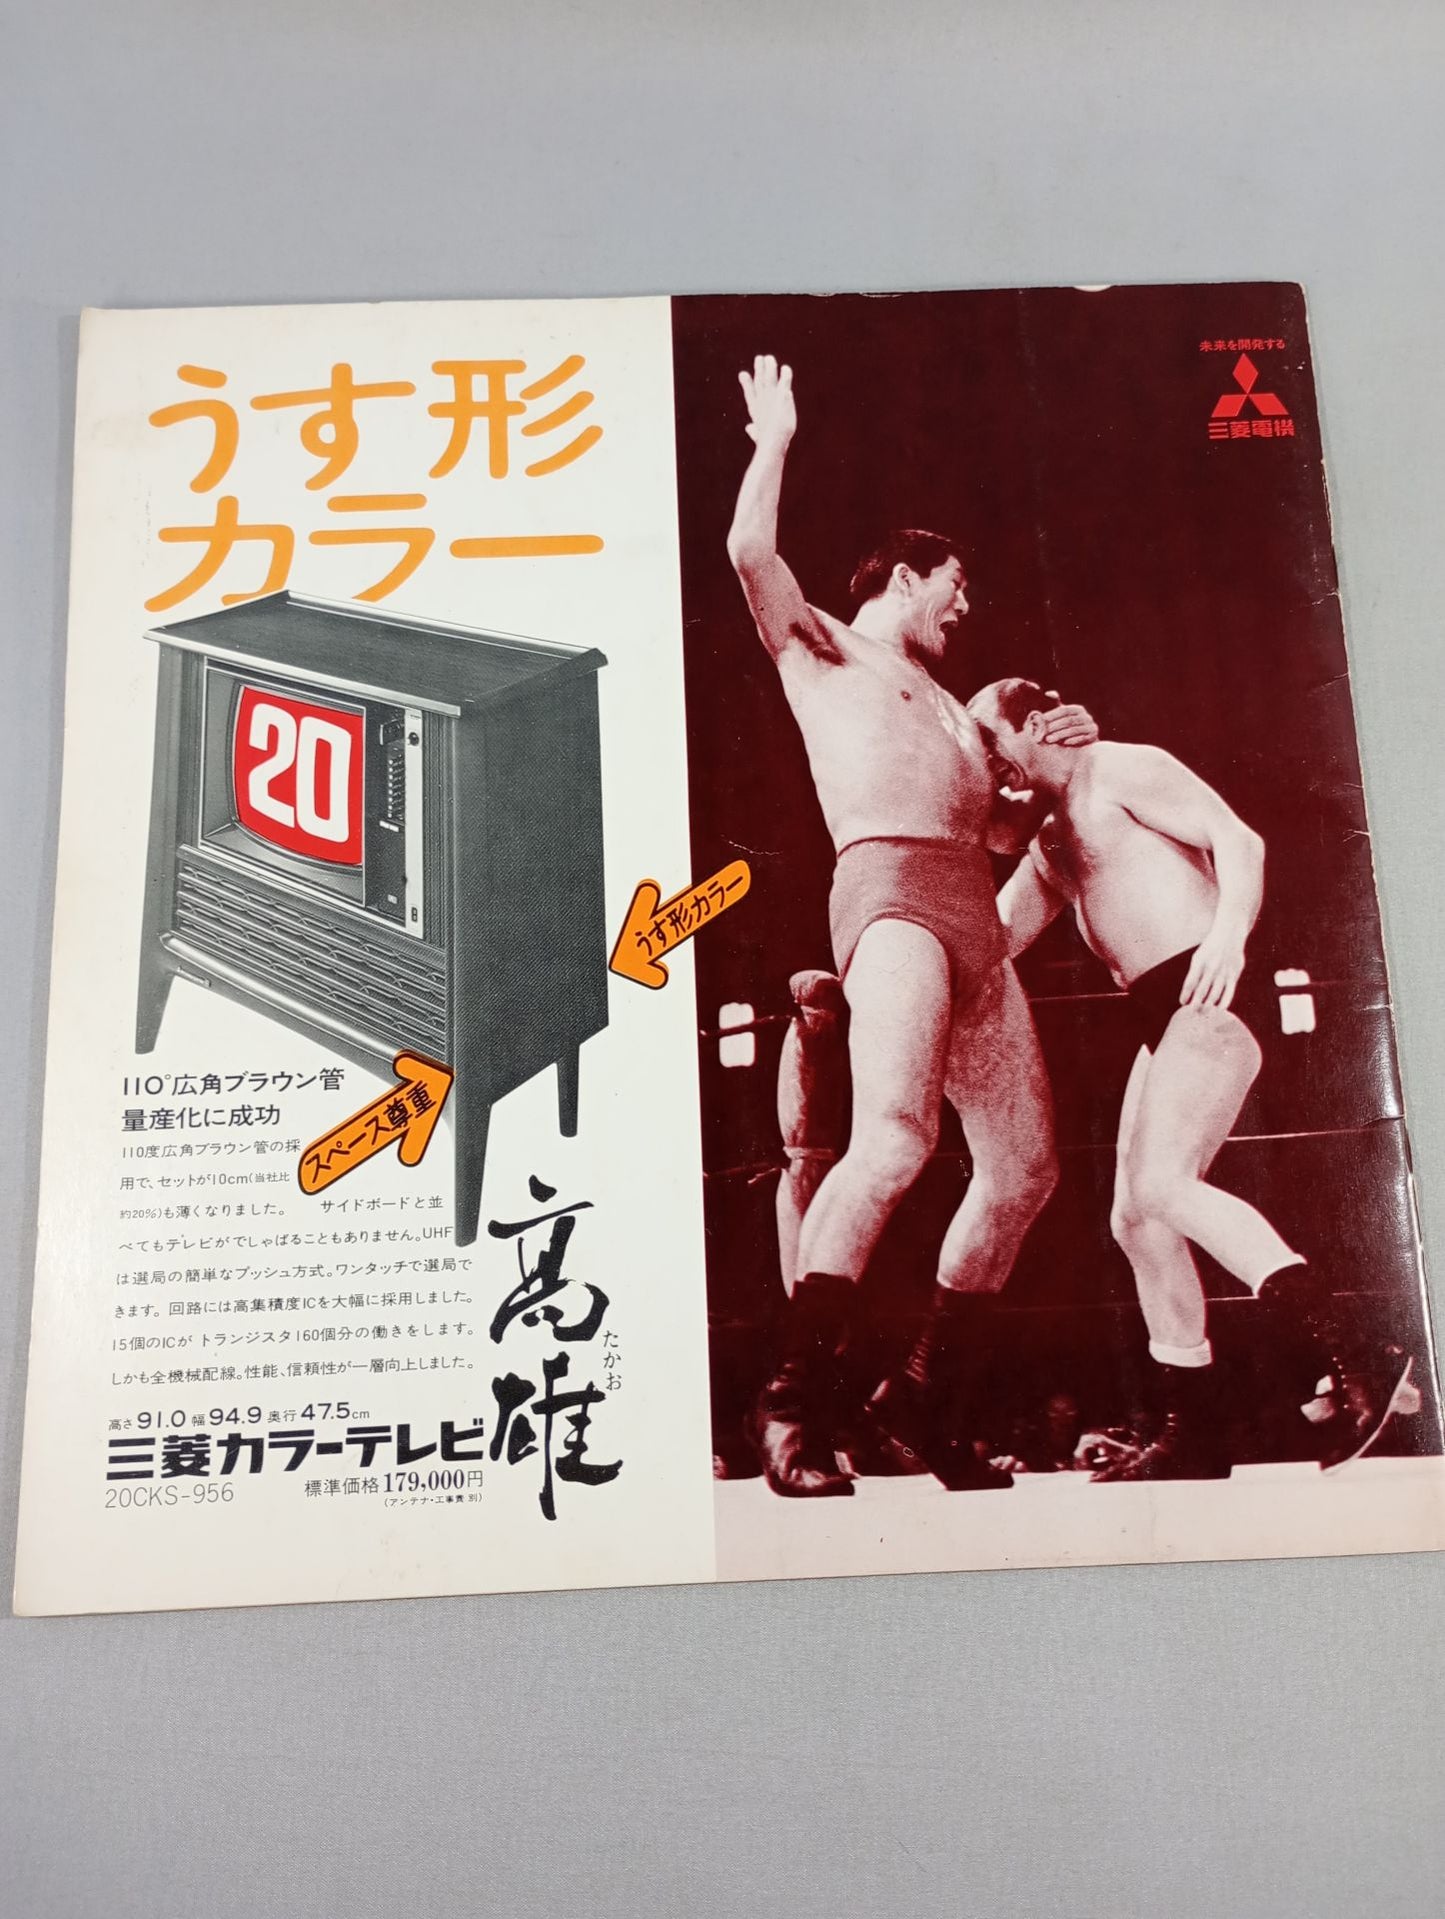 うす形
カラー
20
うす形カラー
スペース尊重
110°広角ブラウン管
量産化に成功
110度広角ブラウン管の採
用で、セットが10cm(当社比
約20%)も薄くなりました。 サイドボードと並
べてもテレビがでしゃばることもありません。UHF
は選局の簡単なプッシュ方式。ワンタッチで選局で
きます。回路には高集積度ICを大幅に採用しました。
15個のICがトランジスタ160個分の働きをします。
しかも全機械配線。性能、信頼性が一層向上しました。
高さ91.0 幅94.9 奥行47.5cm
三菱カラーテレビ
高雄
たかお
20CKS-956
標準価格179,000円
(アンテナ・工事費 別)
未来を開発する
三菱電機